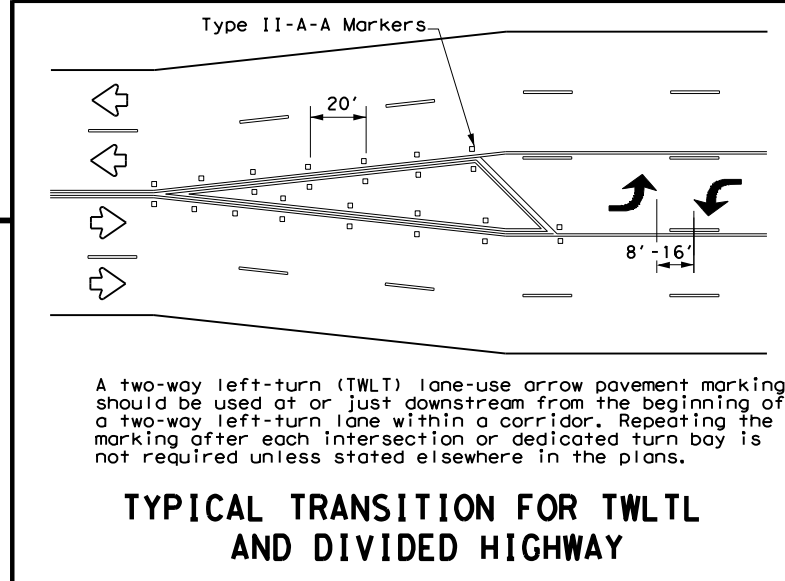 Type II-A-A Markers
20'
8'-16'
A two-way left-turn (TWLT) lane-use arrow pavement marking
should be used at or just downstream from the beginning of
a two-way left-turn lane within a corridor. Repeating the
marking after each intersection or dedicated turn bay is
not required unless stated elsewhere in the plans.
TYPICAL TRANSITION FOR TWLTL
AND DIVIDED HIGHWAY